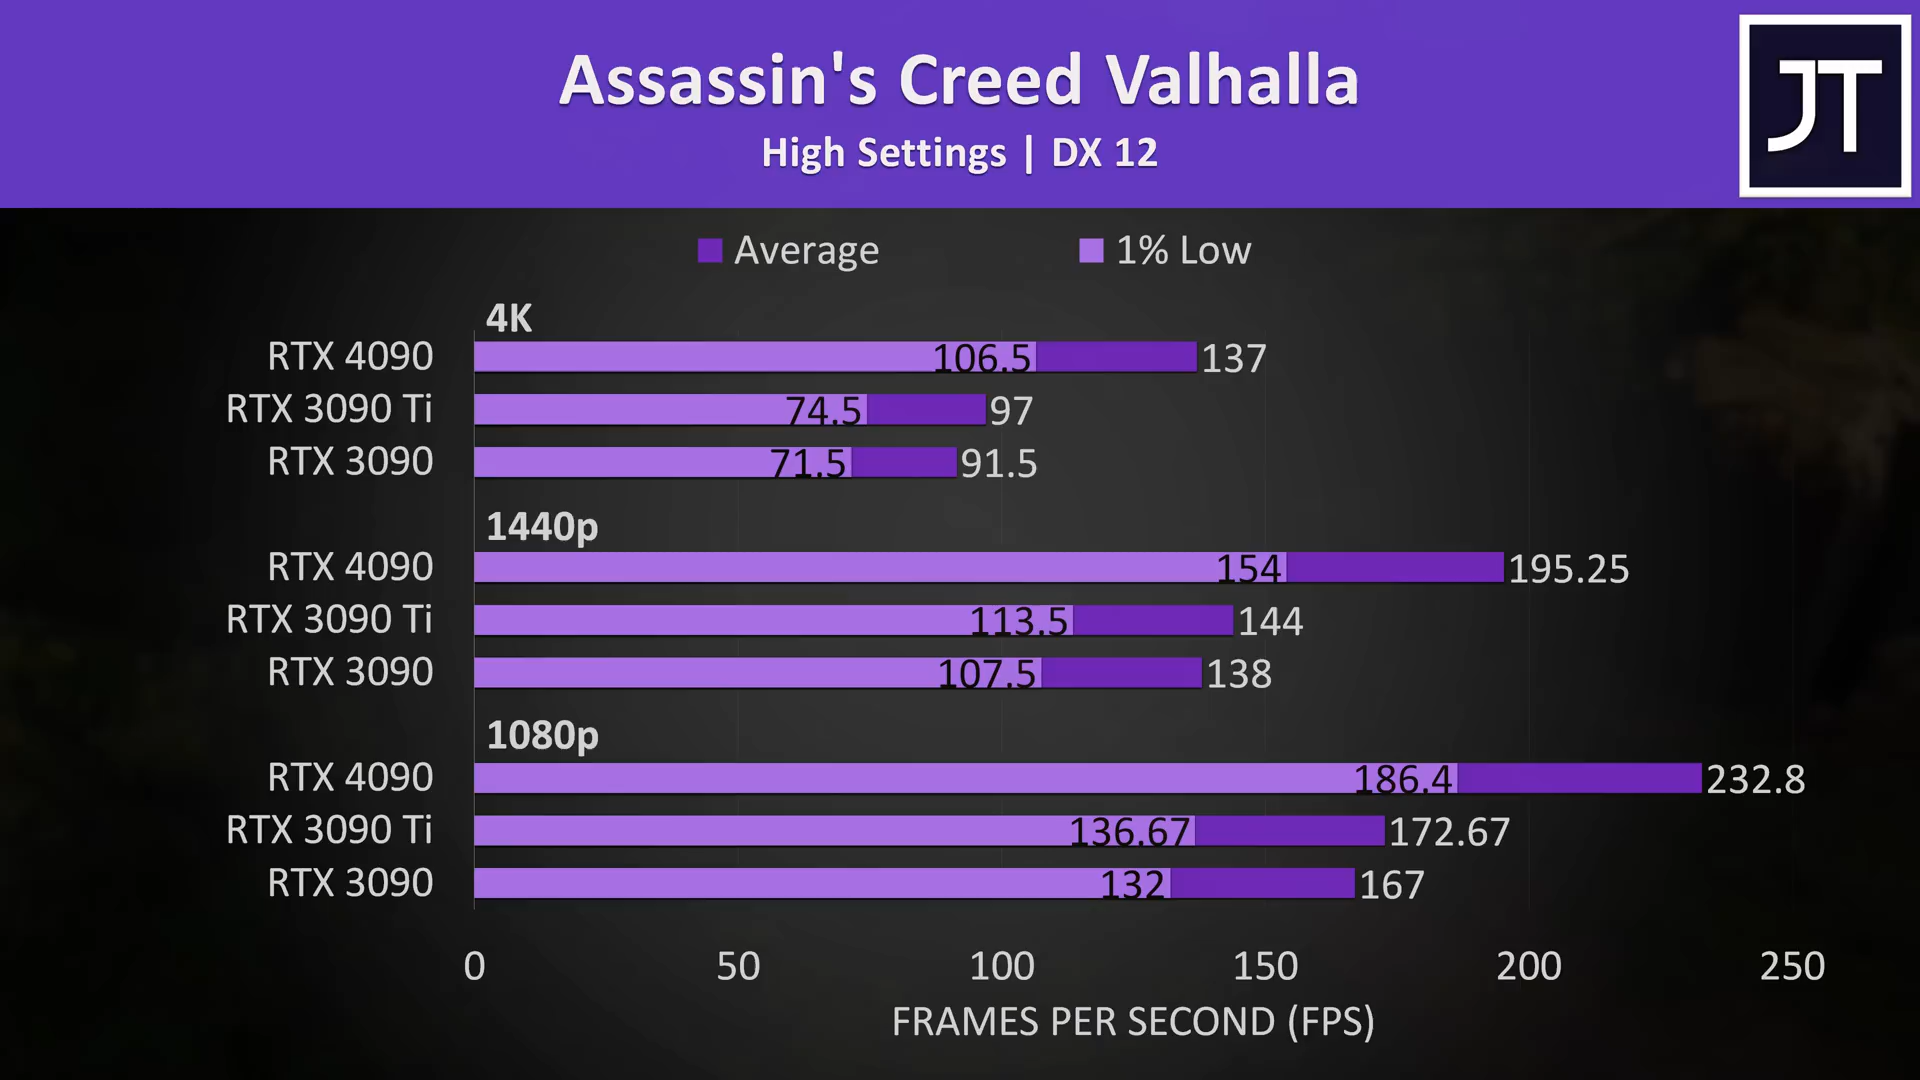 Assassin's Creed Valhalla
JT
High Settings | DX 12
Average 1% Low
4K
RTX 4090 106.5 137
RTX 3090 Ti 74.5 97
RTX 3090 71.5 91.5
1440p
RTX 4090 154 195.25
RTX 3090 Ti 113.5 144
RTX 3090 107.5 138
1080p
RTX 4090 186.4 232.8
RTX 3090 Ti 136.67 172.67
RTX 3090 132 167
0 50 100 150 200 250
FRAMES PER SECOND (FPS)